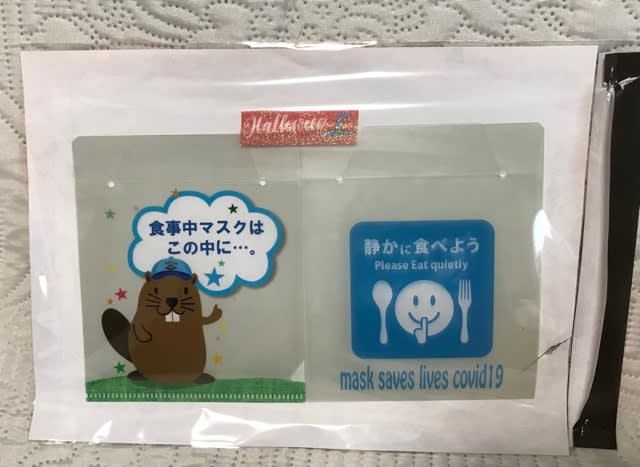 Halloween
食事中マスクは
この中に…。
静かに食べよう
Please Eat quietly
mask saves lives covid19